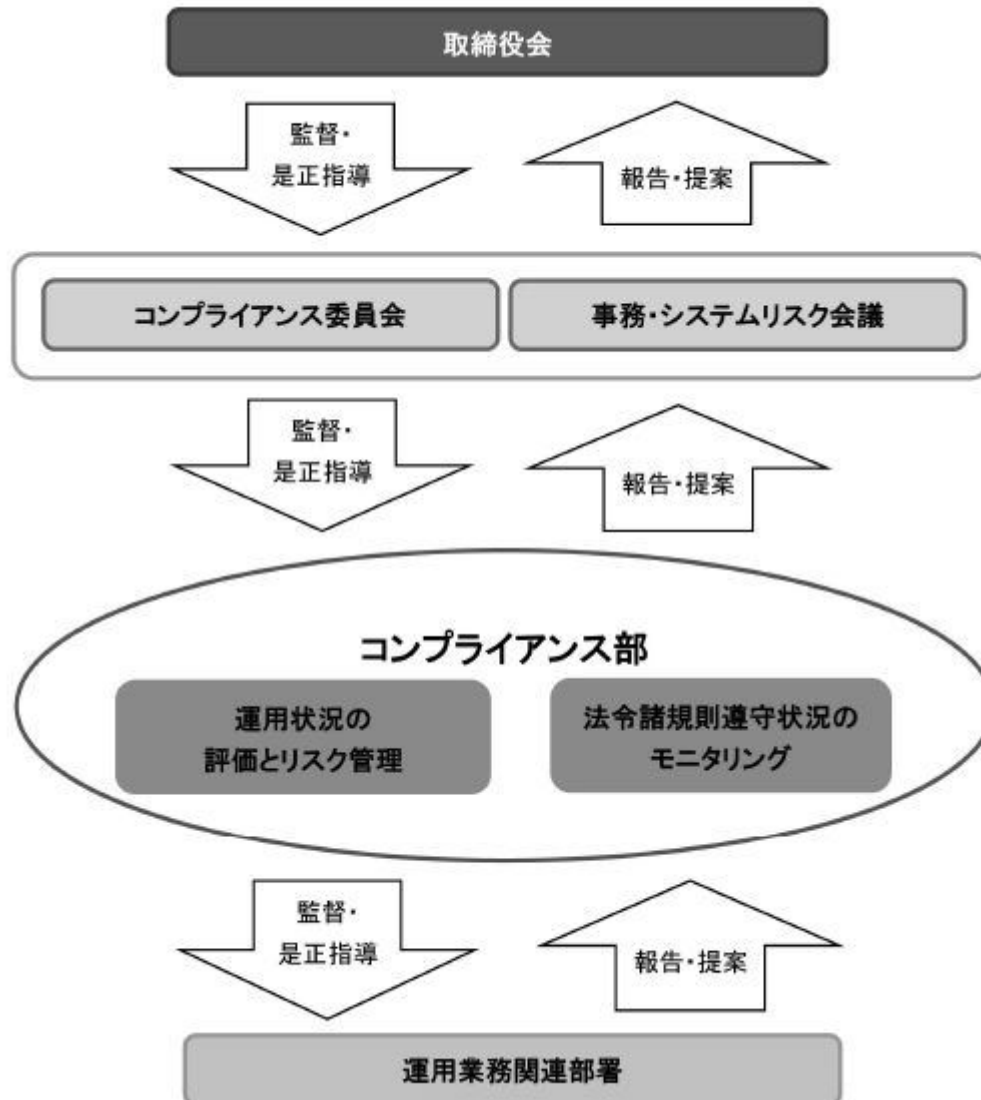 取締役会
監督・
是正指導
報告・提案
コンプライアンス委員会
事務・システムリスク会議
監督・
是正指導
報告・提案
コンプライアンス部
運用状況の
評価とリスク管理
法令諸規則遵守状況の
モニタリング
監督・
是正指導
報告・提案
運用業務関連部署